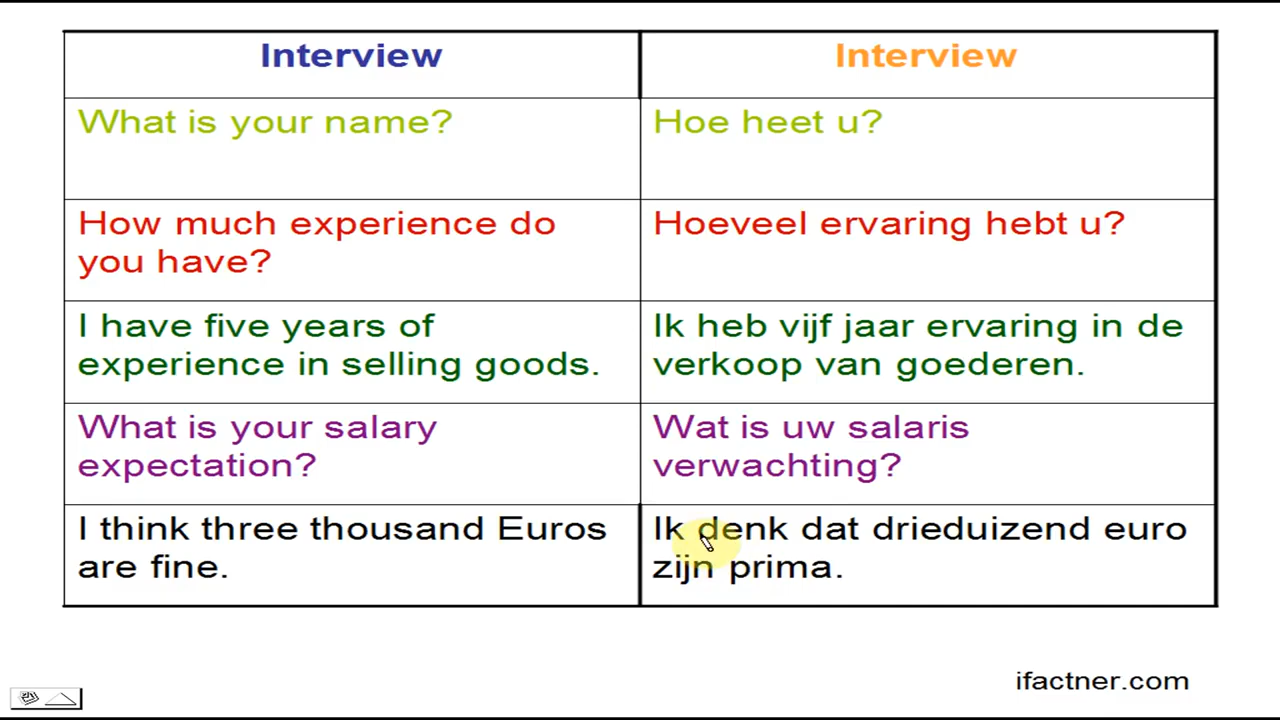 Interview
Interview
What is your name?
Hoe heet u?
How much experience do
you have?
Hoeveel ervaring hebt u?
I have five years of
experience in selling goods.
Ik heb vijf jaar ervaring in de
verkoop van goederen.
What is your salary
expectation?
Wat is uw salaris
verwachting?
I think three thousand Euros
are fine.
Ik denk dat drieduizend euro
zijn prima.
ifactner.com